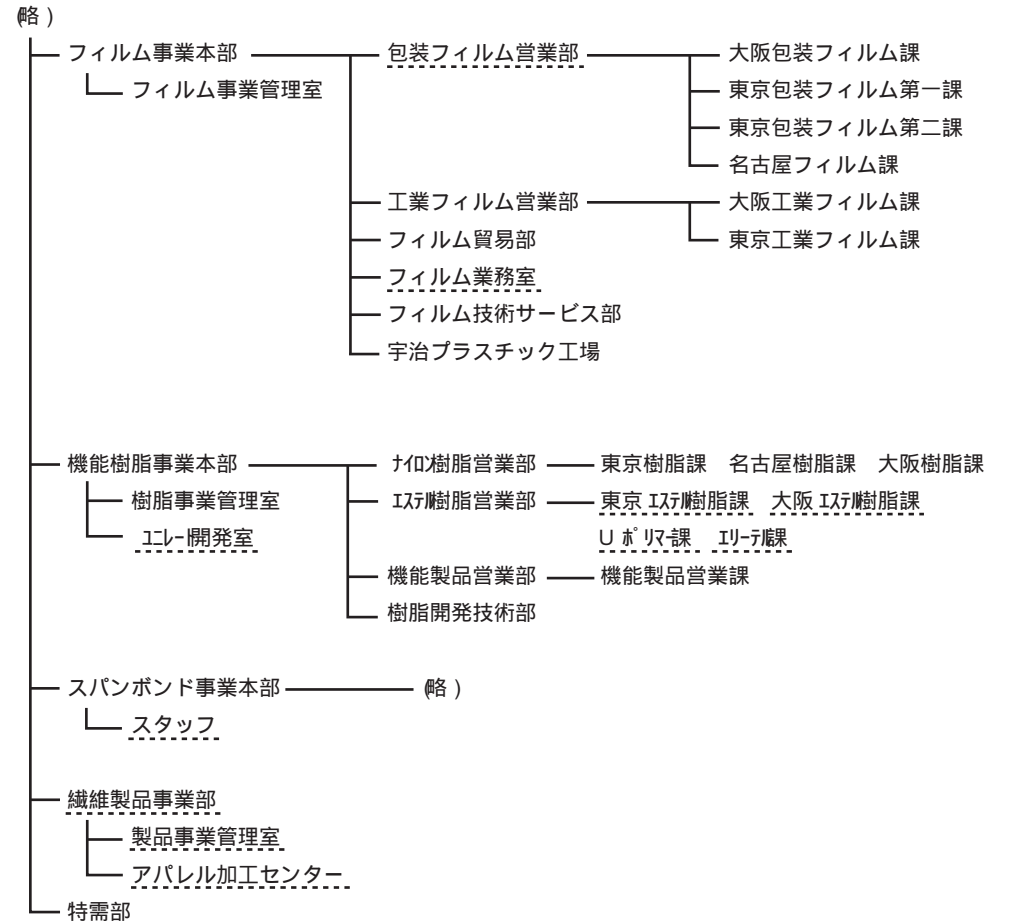 (略)
フィルム事業本部 包装フィルム営業部 大阪包装フィルム課
フィルム事業管理室 東京包装フィルム第一課
東京包装フィルム第二課
名古屋フィルム課
工業フィルム営業部 大阪工業フィルム課
フィルム貿易部 東京工業フィルム課
フィルム業務室
フィルム技術サービス部
宇治プラスチック工場
機能樹脂事業本部 ナイロン樹脂営業部 東京樹脂課 名古屋樹脂課 大阪樹脂課
樹脂事業管理室 エステル樹脂営業部 東京エステル樹脂課 大阪エステル樹脂課
ユニレート開発室 Uポリマー課 エリーテル課
機能製品営業部 機能製品営業課
樹脂開発技術部
スパンボンド事業本部 (略)
スタッフ
繊維製品事業部
製品事業管理室
アパレル加工センター
特需部